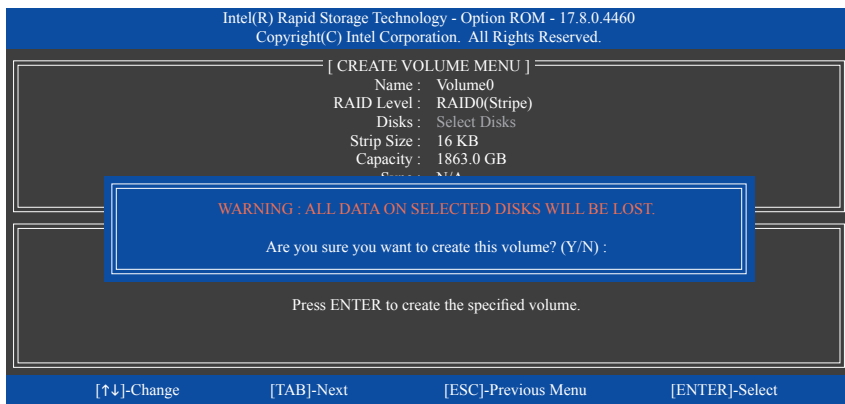 Intel(R) Rapid Storage Technology - Option ROM - 17.8.0.4460
Copyright(C) Intel Corporation. All Rights Reserved.
[ CREATE VOLUME MENU ]
Name : Volume0
RAID Level : RAID0(Stripe)
Disks : Select Disks
Strip Size : 16 KB
Capacity : 1863.0 GB
Sync : N/A
WARNING : ALL DATA ON SELECTED DISKS WILL BE LOST.
Are you sure you want to create this volume? (Y/N) :
Press ENTER to create the specified volume.
[↑↓]-Change [TAB]-Next [ESC]-Previous Menu [ENTER]-Select